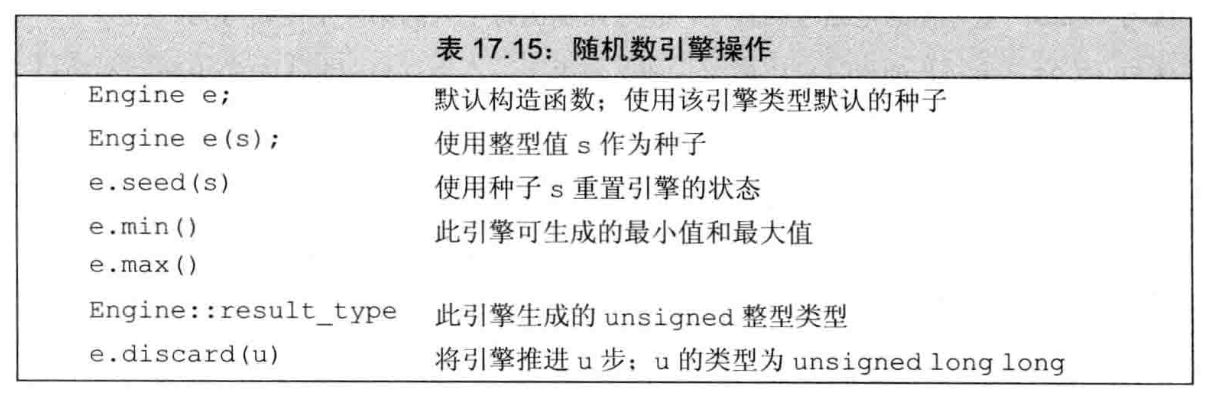 表 17.15：随机数引擎操作
Engine e; 默认构造函数；使用该引擎类型默认的种子
Engine e(s); 使用整型值 s 作为种子
e.seed(s) 使用种子 s 重置引擎的状态
e.min() 此引擎可生成的最小值和最大值
e.max()
Engine::result_type 此引擎生成的 unsigned 整型类型
e.discard(u) 将引擎推进 u 步；u 的类型为 unsigned long long